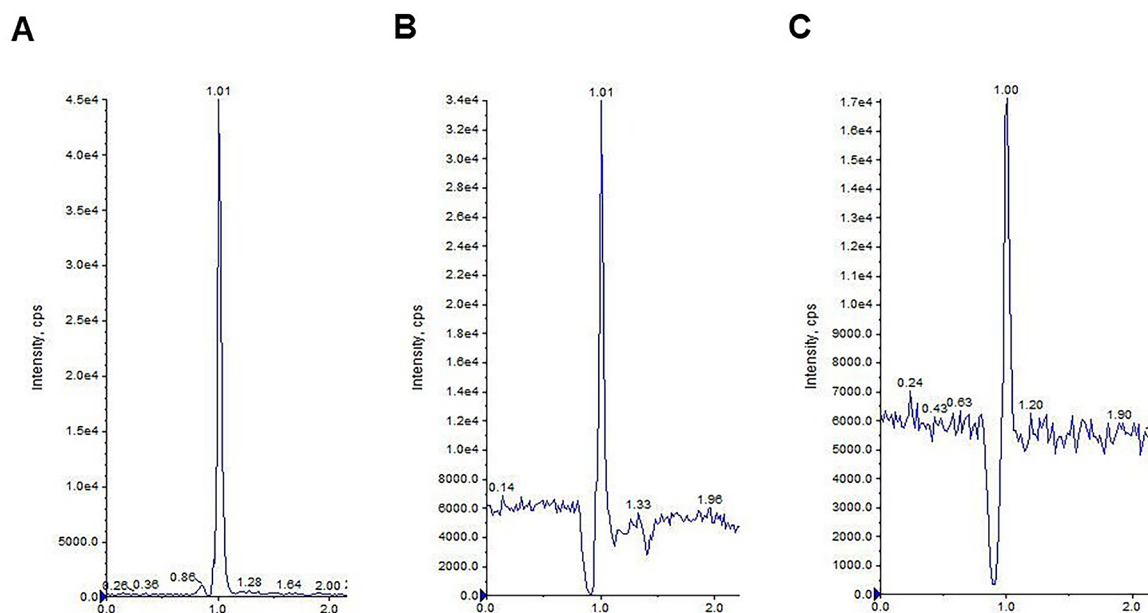 A
B
C
Intensity, cps
4.5e4
4.0e4
3.5e4
3.0e4
2.5e4
2.0e4
1.5e4
1.0e4
5000.0
0.0
1.01
0.26
0.36
0.86
1.28
1.64
2.00
0.0
1.0
2.0
Intensity, cps
3.4e4
3.2e4
3.0e4
2.8e4
2.6e4
2.4e4
2.2e4
2.0e4
1.8e4
1.6e4
1.4e4
1.2e4
1.0e4
8000.0
6000.0
4000.0
2000.0
0.0
1.01
0.14
1.33
1.96
0.0
1.0
2.0
Intensity, cps
1.7e4
1.6e4
1.5e4
1.4e4
1.3e4
1.2e4
1.1e4
1.0e4
9000.0
8000.0
7000.0
6000.0
5000.0
4000.0
3000.0
2000.0
1000.0
0.0
1.00
0.24
0.43
0.63
1.20
1.90
0.0
1.0
2.0